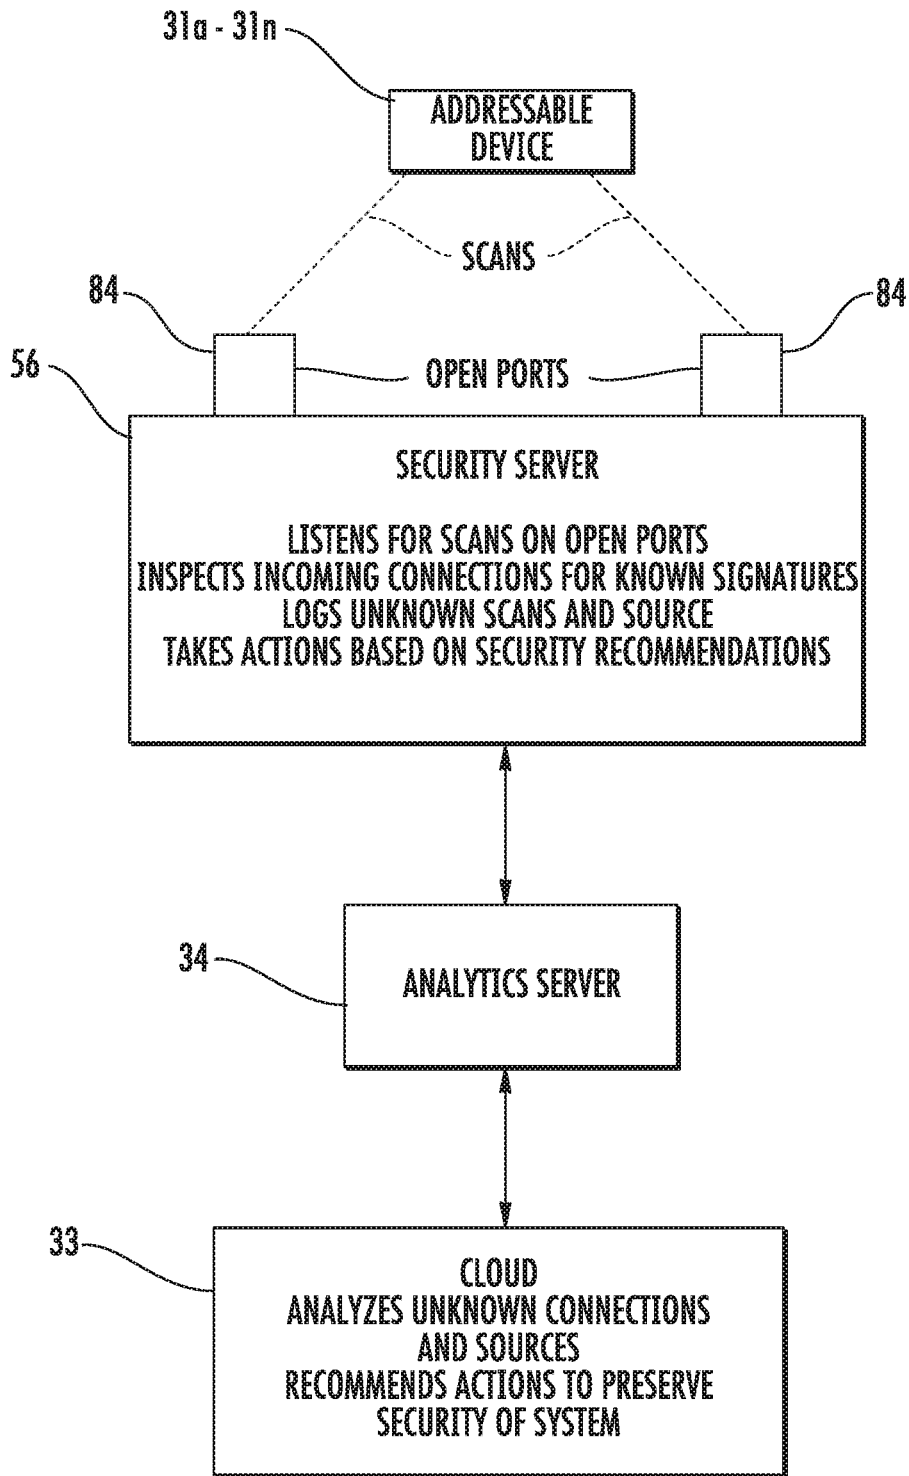 31a - 31n
ADDRESSABLE
DEVICE
SCANS
84
84
56
OPEN PORTS
SECURITY SERVER
LISTENS FOR SCANS ON OPEN PORTS
INSPECTS INCOMING CONNECTIONS FOR KNOWN SIGNATURES
LOGS UNKNOWN SCANS AND SOURCE
TAKES ACTIONS BASED ON SECURITY RECOMMENDATIONS
34
ANALYTICS SERVER
33
CLOUD
ANALYZES UNKNOWN CONNECTIONS
AND SOURCES
RECOMMENDS ACTIONS TO PRESERVE
SECURITY OF SYSTEM